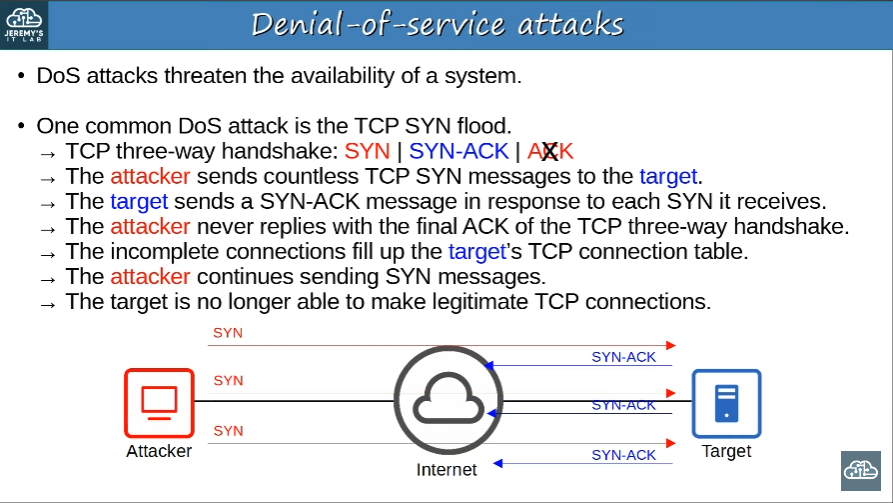 JEREMY'S
IT LAB
Denial-of-service attacks
• DoS attacks threaten the availability of a system.
• One common DoS attack is the TCP SYN flood.
→ TCP three-way handshake: SYN | SYN-ACK | ACK
→ The attacker sends countless TCP SYN messages to the target.
→ The target sends a SYN-ACK message in response to each SYN it receives.
→ The attacker never replies with the final ACK of the TCP three-way handshake.
→ The incomplete connections fill up the target's TCP connection table.
→ The attacker continues sending SYN messages.
→ The target is no longer able to make legitimate TCP connections.
SYN
SYN-ACK
SYN
SYN-ACK
SYN
SYN-ACK
Attacker
Target
Internet